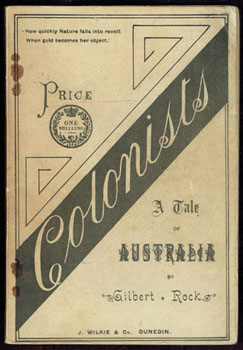 · How quickly Nature falls into revolt
When gold becomes her object.'
PRICE
ONE
SHILLING
Colonists
A Tale
OF
AUSTRALIA
BY
Gilbert Rock.
J. WILKIE & Co. DUNEDIN.